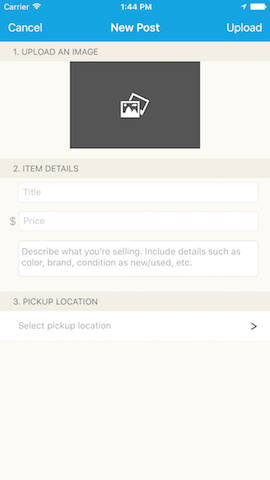 Carrier 1:44 PM
Cancel New Post Upload
1. UPLOAD AN IMAGE
2. ITEM DETAILS
Title
$ Price
Describe what you're selling. Include details such as
color, brand, condition as new/used, etc.
3. PICKUP LOCATION
Select pickup location >